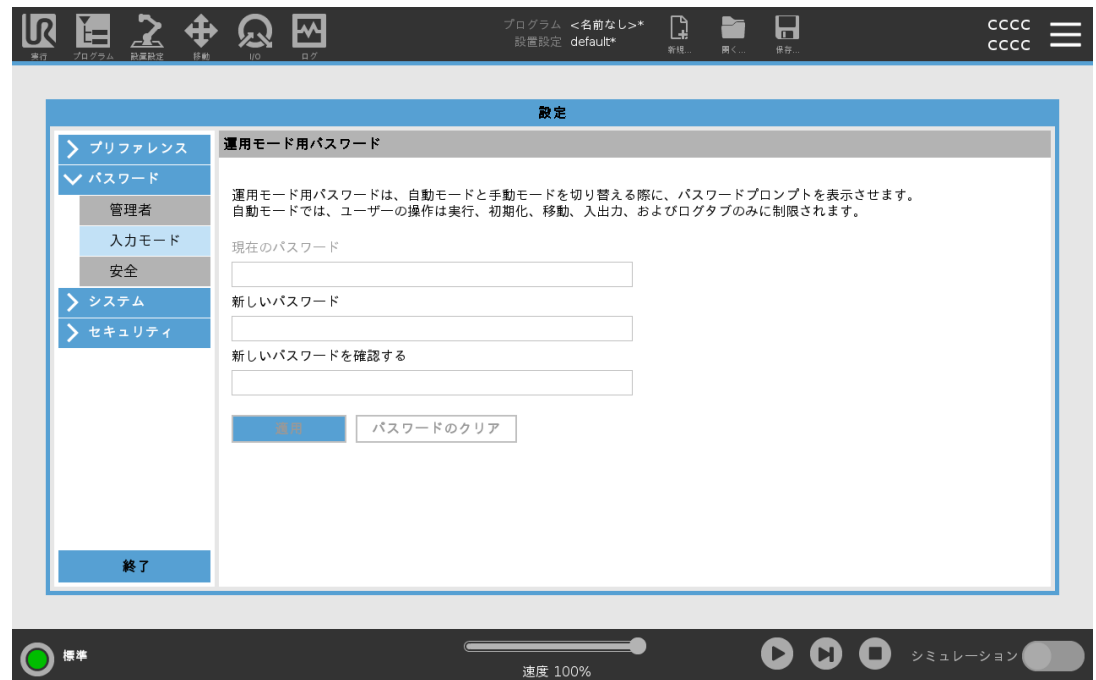 プログラム <名前なし>*
設置設定 default*
実行
プログラム
設置設定
移動
I/O
ログ
新規...
開く...
保存...
CCCC
CCCC
設定
プリファレンス
パスワード
管理者
入力モード
安全
システム
セキュリティ
終了
運用モード用パスワード
運用モード用パスワードは、自動モードと手動モードを切り替える際に、パスワードプロンプトを表示させます。
自動モードでは、ユーザーの操作は実行、初期化、移動、入出力、およびログタブのみに制限されます。
現在のパスワード
新しいパスワード
新しいパスワードを確認する
運用
パスワードのクリア
標準
速度 100%
シミュレーション